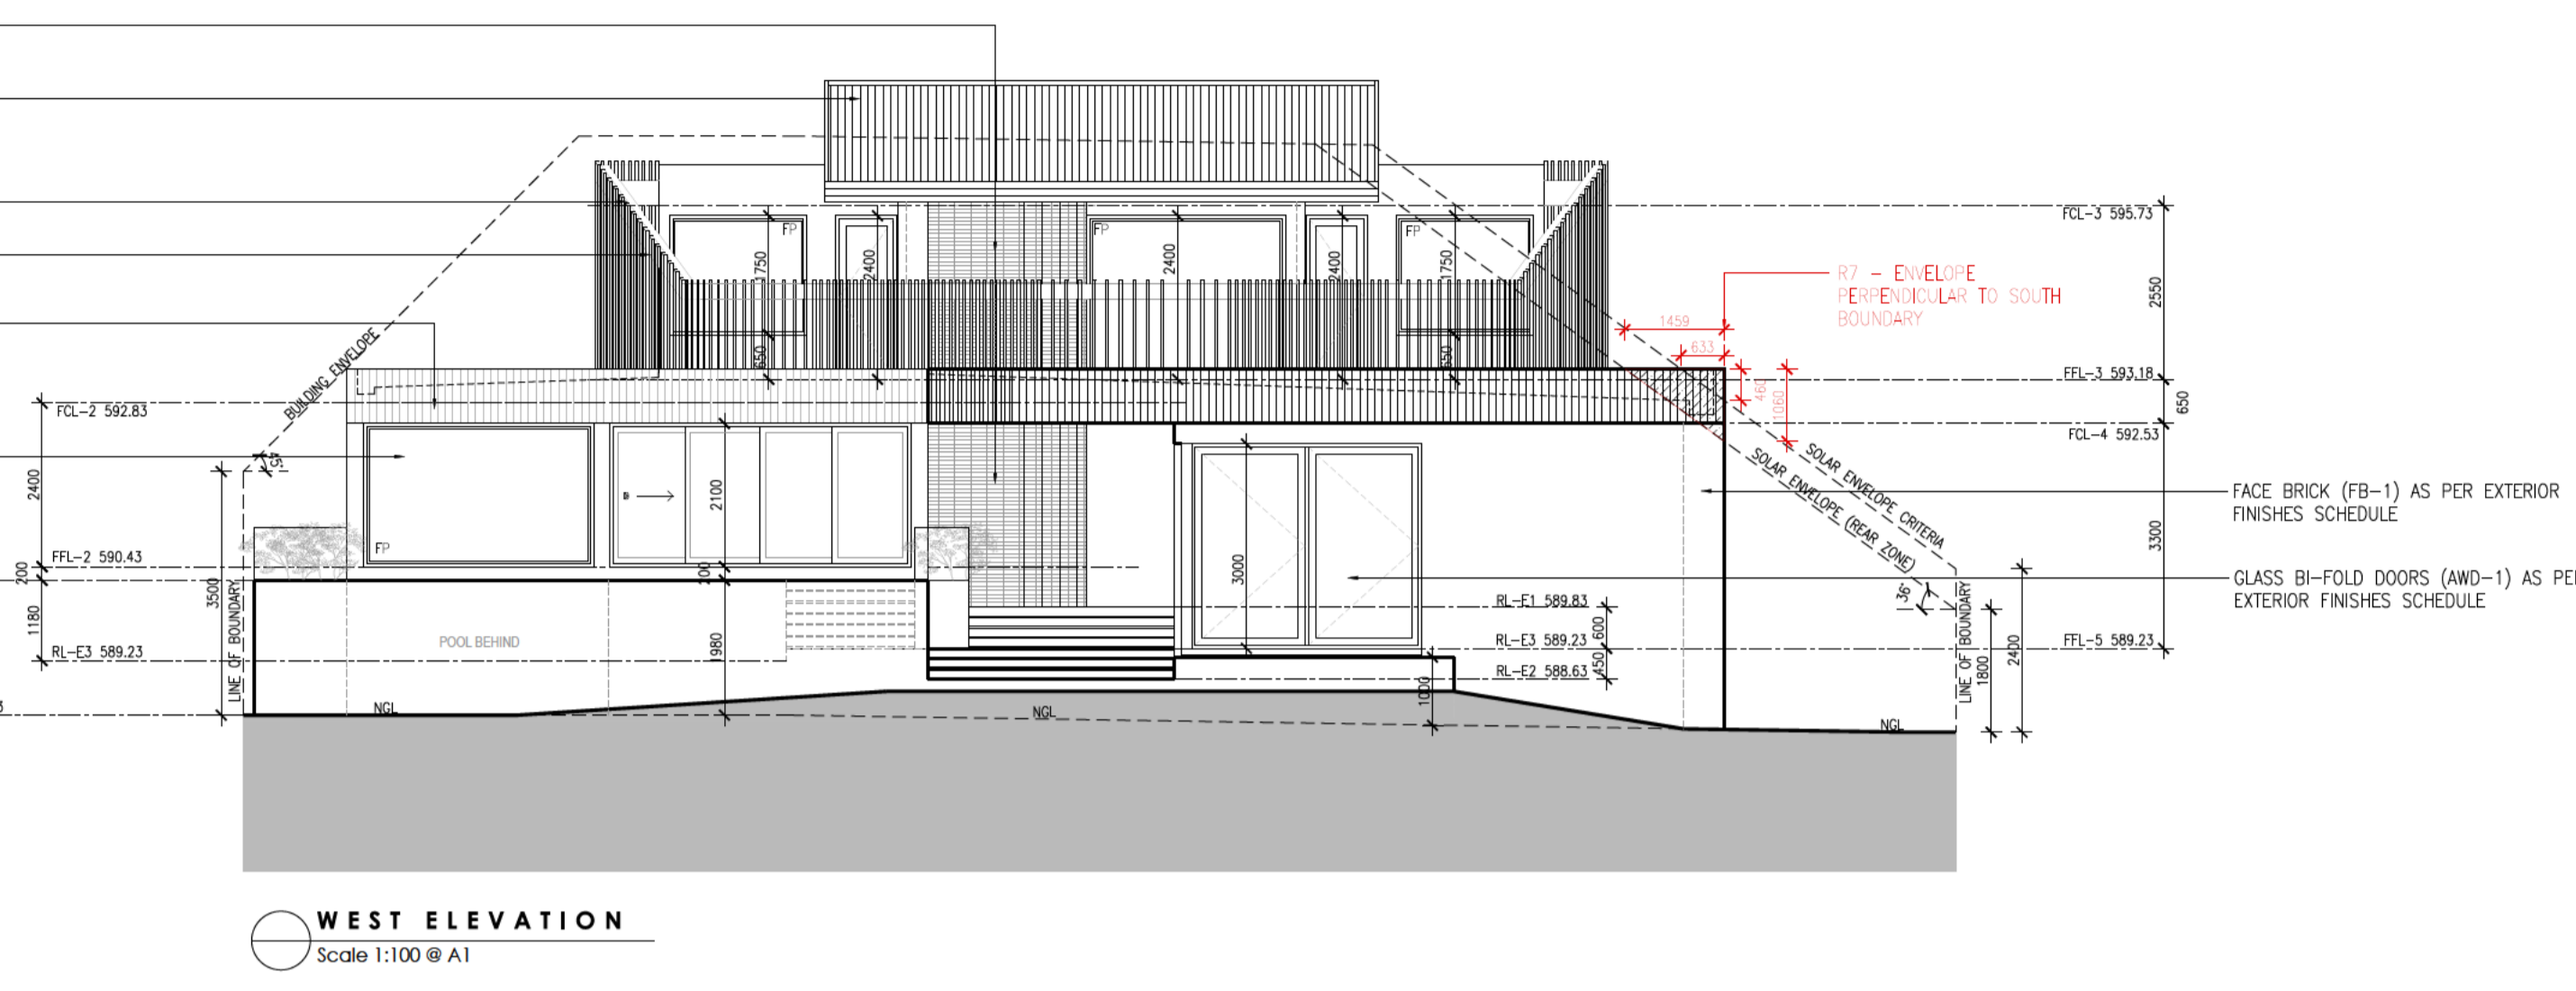 FP
FP
FP
1750
2400
2400
2400
1750
FCL-3 595.73
R7 - ENVELOPE
PERPENDICULAR TO SOUTH
BOUNDARY
2550
1459
633
BUILDING ENVELOPE
650
650
460
1060
FFL-3 593.18
650
FCL-2 592.83
FCL-4 592.53
45°
SOLAR ENVELOPE CRITERIA
SOLAR ENVELOPE (REAR ZONE)
2400
2100
FACE BRICK (FB-1) AS PER EXTERIOR
FINISHES SCHEDULE
FP
3300
FFL-2 590.43
200
200
3500
3000
36°
GLASS BI-FOLD DOORS (AWD-1) AS PE
EXTERIOR FINISHES SCHEDULE
RL-E1 589.83
600
1180
LINE OF BOUNDARY
POOL BEHIND
1980
RL-E3 589.23
RL-E3 589.23
FFL-5 589.23
450
RL-E2 588.63
LINE OF BOUNDARY
1800
2400
1000
NGL
NGL
NGL
WEST ELEVATION
Scale 1:100 @ A1